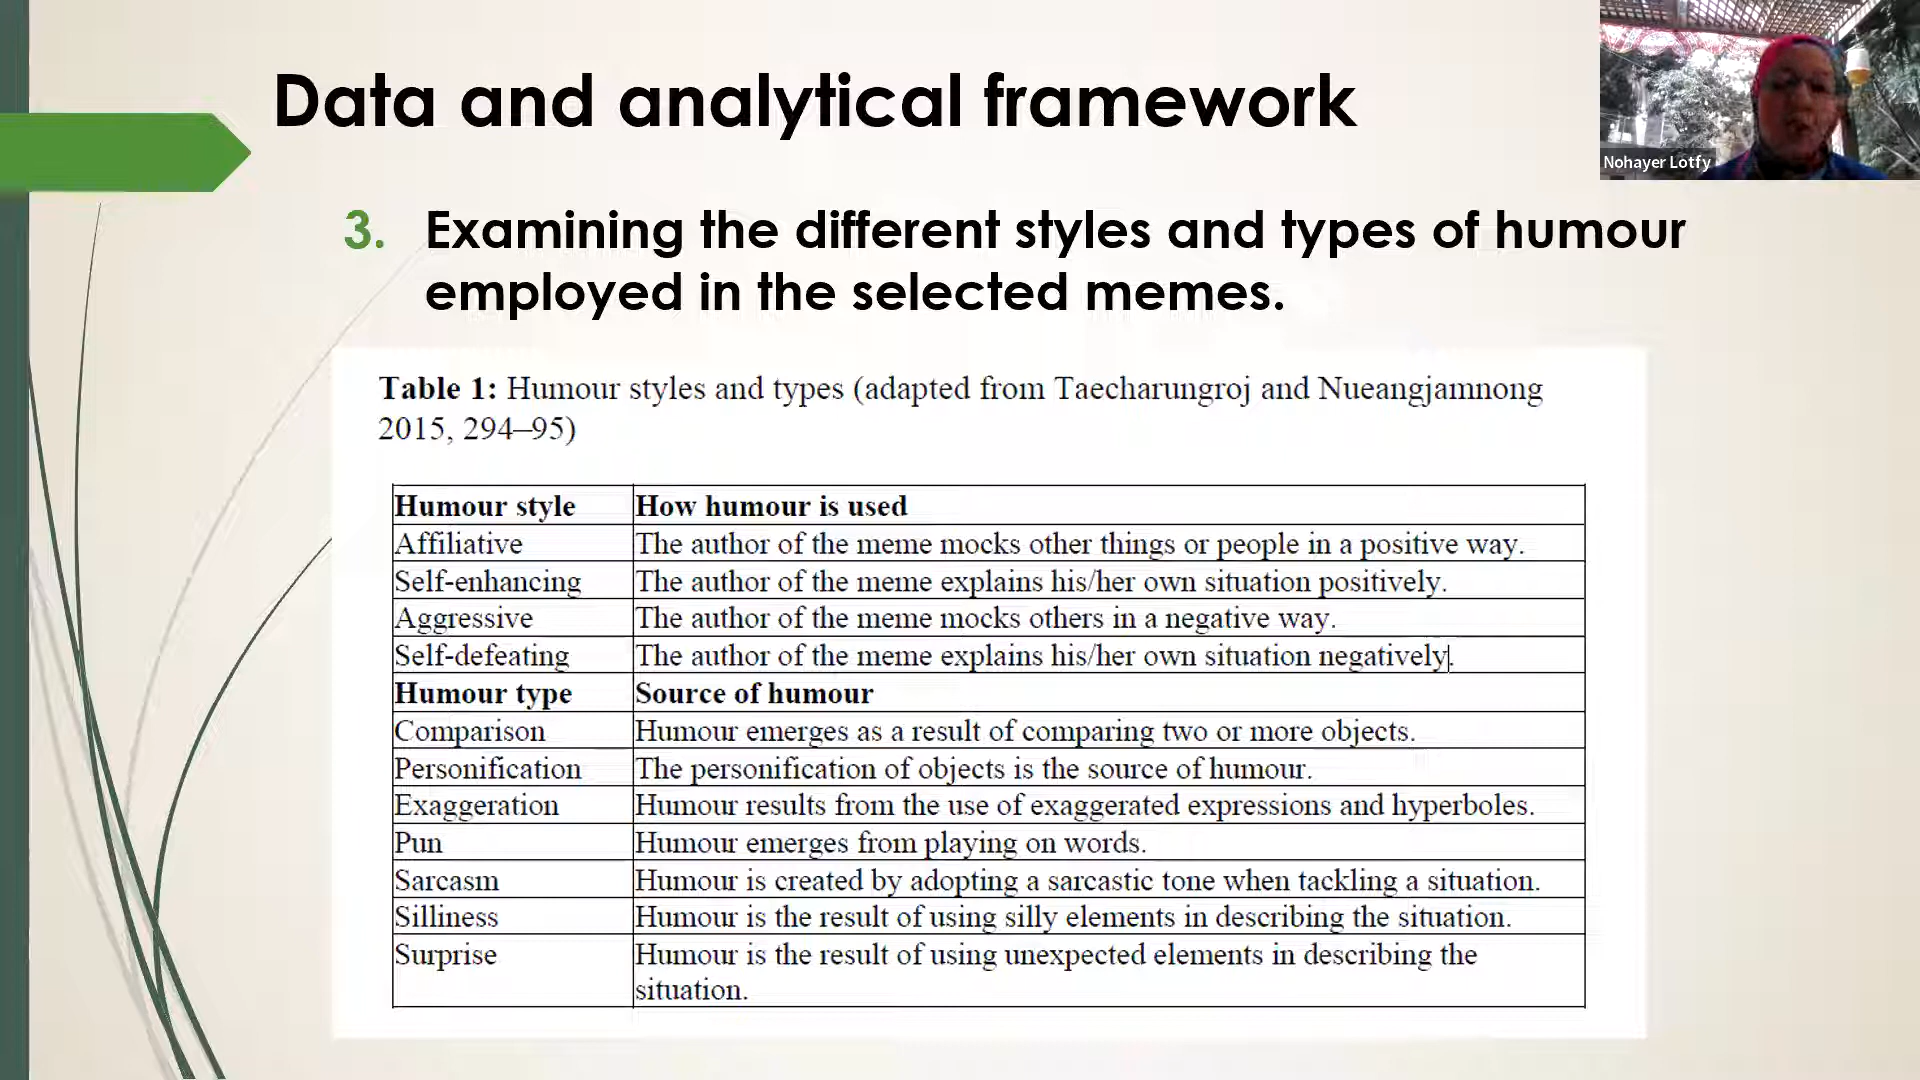 Data and analytical framework
Nohayer Lotfy
3. Examining the different styles and types of humour
employed in the selected memes.
Table 1: Humour styles and types (adapted from Taecharungroj and Nueangjamnong
2015, 294–95)
Humour style How humour is used
Affiliative The author of the meme mocks other things or people in a positive way.
Self-enhancing The author of the meme explains his/her own situation positively.
Aggressive The author of the meme mocks others in a negative way.
Self-defeating The author of the meme explains his/her own situation negatively.
Humour type Source of humour
Comparison Humour emerges as a result of comparing two or more objects.
Personification The personification of objects is the source of humour.
Exaggeration Humour results from the use of exaggerated expressions and hyperboles.
Pun Humour emerges from playing on words.
Sarcasm Humour is created by adopting a sarcastic tone when tackling a situation.
Silliness Humour is the result of using silly elements in describing the situation.
Surprise Humour is the result of using unexpected elements in describing the
situation.